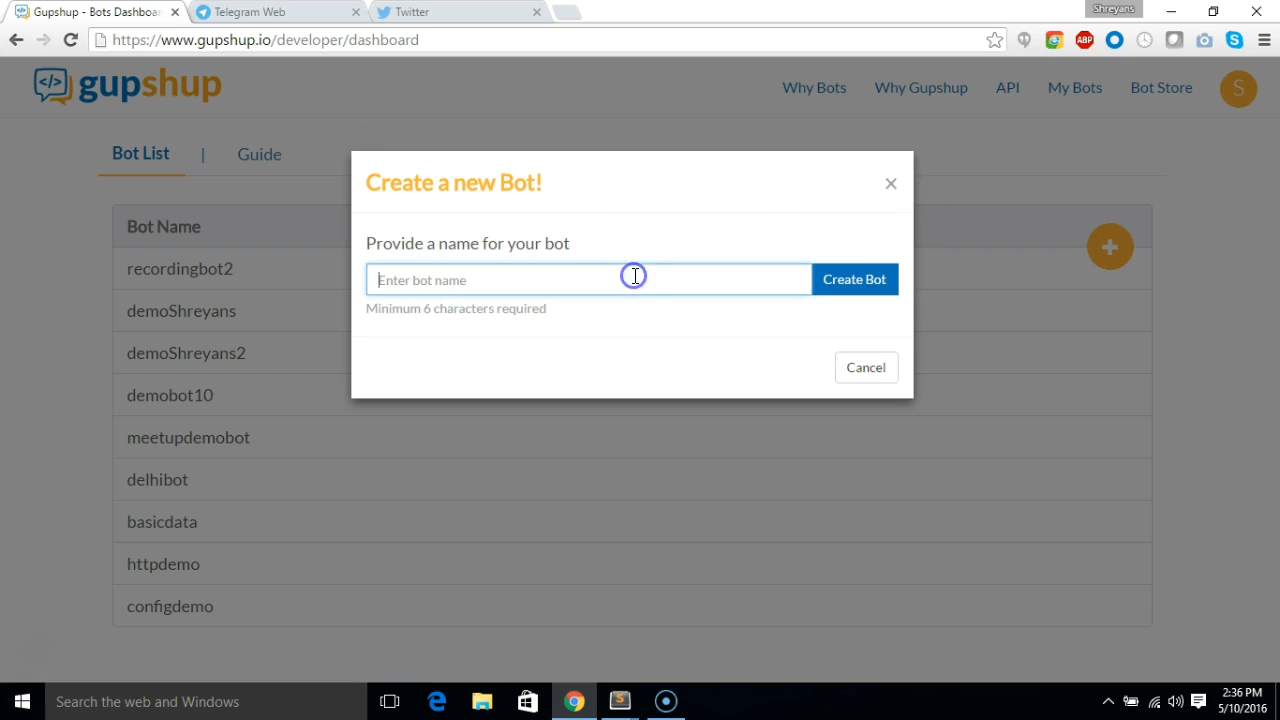 Gupshup - Bots Dashboar
Telegram Web
Twitter
Shreyans
https://www.gupshup.io/developer/dashboard
ABP
</> gupshup
Why Bots
Why Gupshup
API
My Bots
Bot Store
S
Bot List | Guide
Create a new Bot!
×
Bot Name
Provide a name for your bot
recordingbot2
Enter bot name
Create Bot
demoShreyans
Minimum 6 characters required
demoShreyans2
Cancel
demobot10
meetupdemobot
delhibot
basicdata
httpdemo
configdemo
Search the web and Windows
2:36 PM
5/10/2016